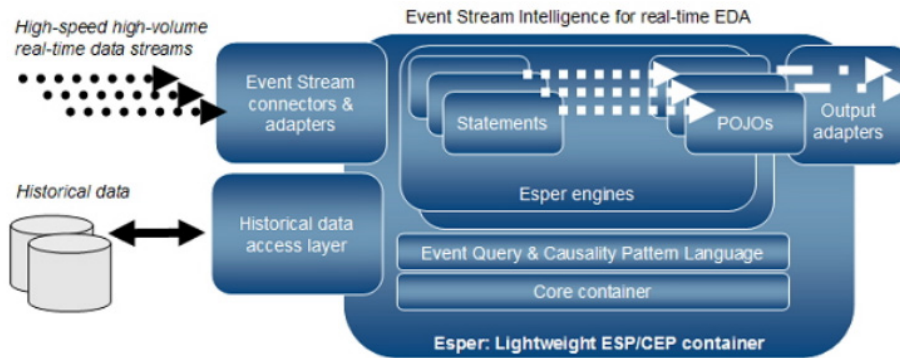 Event Stream Intelligence for real-time EDA
High-speed high-volume
real-time data streams
Event Stream
connectors &
adapters
Statements
POJOs
Output
adapters
Esper engines
Historical data
Historical data
access layer
Event Query & Causality Pattern Language
Core container
Esper: Lightweight ESP/CEP container